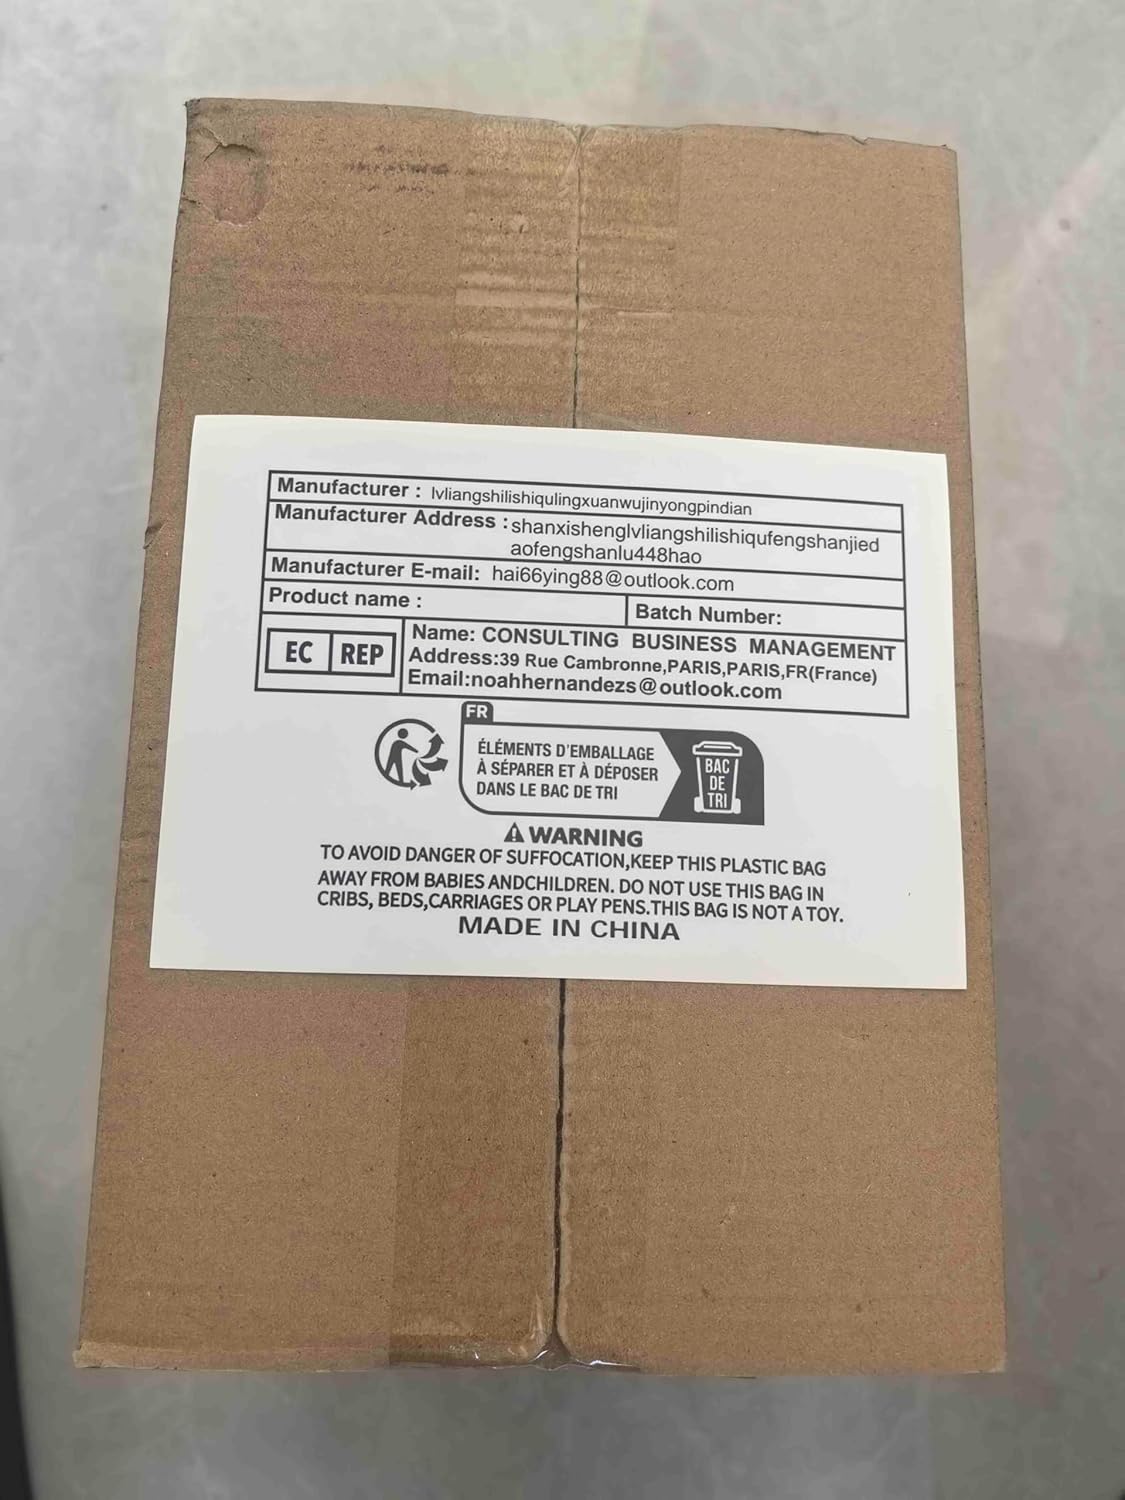 Manufacturer : lvliangshilishiqulingxuanwujinyongpindian
Manufacturer Address : shanxishenglvliangshilishiqufengshanjied
aofengshanlu448hao
Manufacturer E-mail: hai66ying88@outlook.com
Product name :
Batch Number:
EC REP
Name: CONSULTING BUSINESS MANAGEMENT
Address:39 Rue Cambronne,PARIS,PARIS,FR(France)
Email:noahhernandezs@outlook.com
FR
ÉLÉMENTS D'EMBALLAGE
À SÉPARER ET À DÉPOSER
DANS LE BAC DE TRI
BAC
DE
TRI
WARNING
TO AVOID DANGER OF SUFFOCATION,KEEP THIS PLASTIC BAG
AWAY FROM BABIES ANDCHILDREN. DO NOT USE THIS BAG IN
CRIBS, BEDS,CARRIAGES OR PLAY PENS.THIS BAG IS NOT A TOY.
MADE IN CHINA